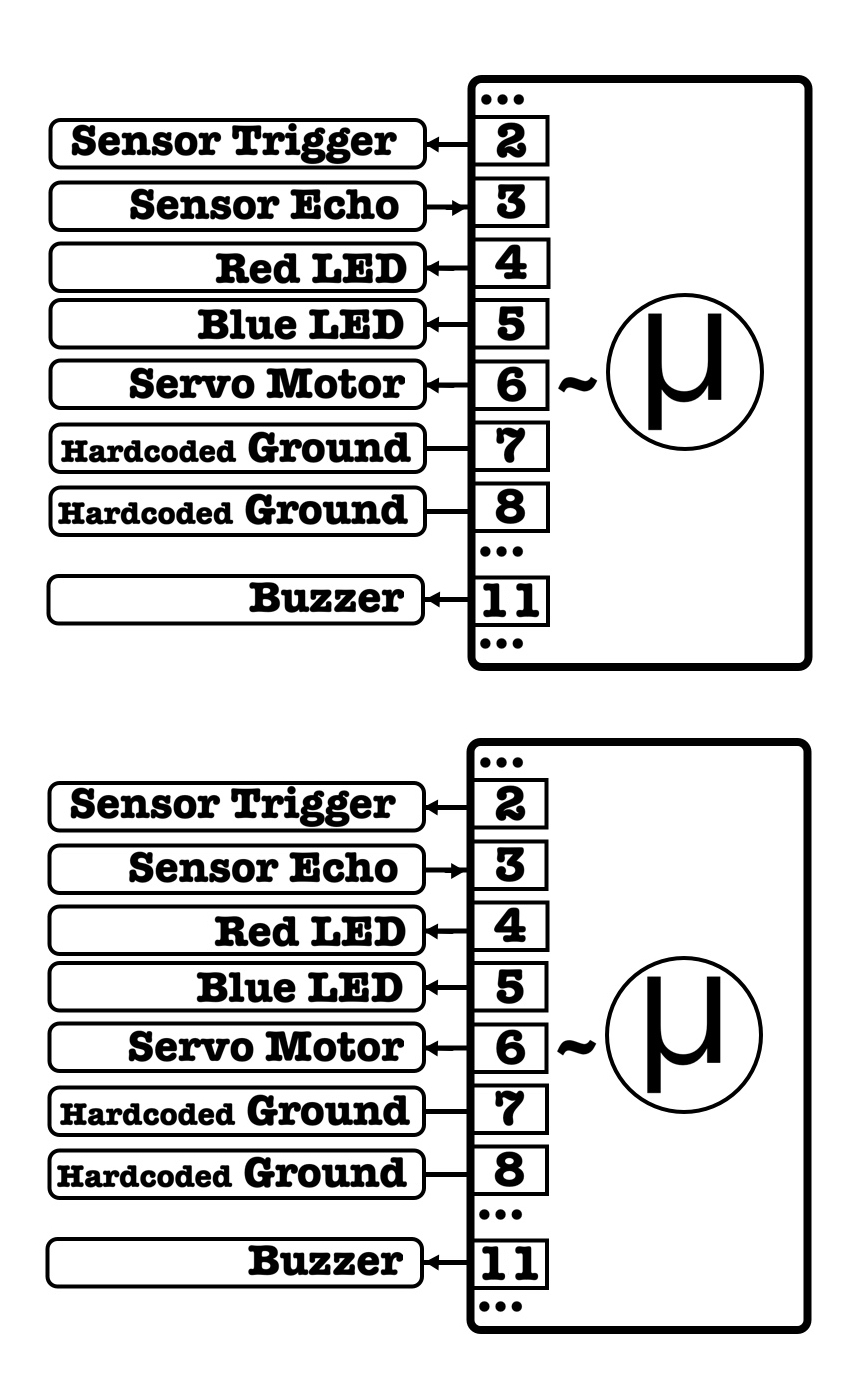 ...
Sensor Trigger 2
Sensor Echo 3
Red LED 4
Blue LED 5
Servo Motor 6 ~ μ
Hardcoded Ground 7
Hardcoded Ground 8
...
Buzzer 11
...
...
Sensor Trigger 2
Sensor Echo 3
Red LED 4
Blue LED 5
Servo Motor 6 ~ μ
Hardcoded Ground 7
Hardcoded Ground 8
...
Buzzer 11
...